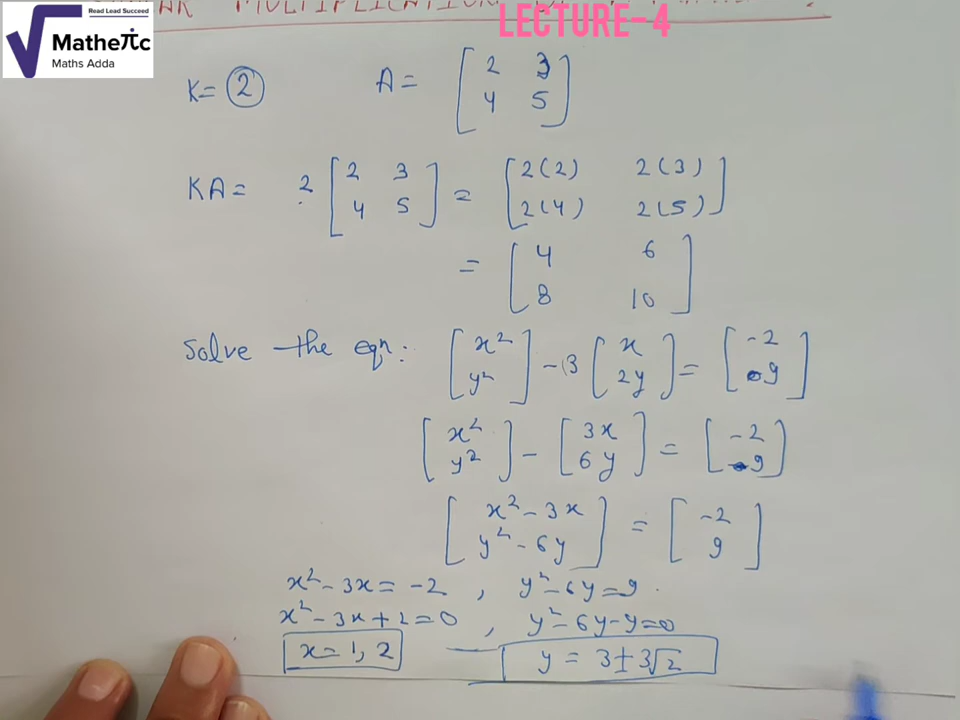 LECTURE-4
Read Lead Succeed
Matheπc
Maths Adda
MULTIPLICATION
K= 2 A= [2 3; 4 5]
KA= 2 [2 3; 4 5] = [2(2) 2(3); 2(4) 2(5)]
= [4 6; 8 10]
Solve the eqn: [x²; y²] - 3 [x; 2y] = [-2; 9]
[x²; y²] - [3x; 6y] = [-2; 9]
[x² - 3x; y² - 6y] = [-2; 9]
x² - 3x = -2 , y² - 6y = 9
x² - 3x + 2 = 0 , y² - 6y - y = 0
x = 1, 2 — y = 3 ± 3√2